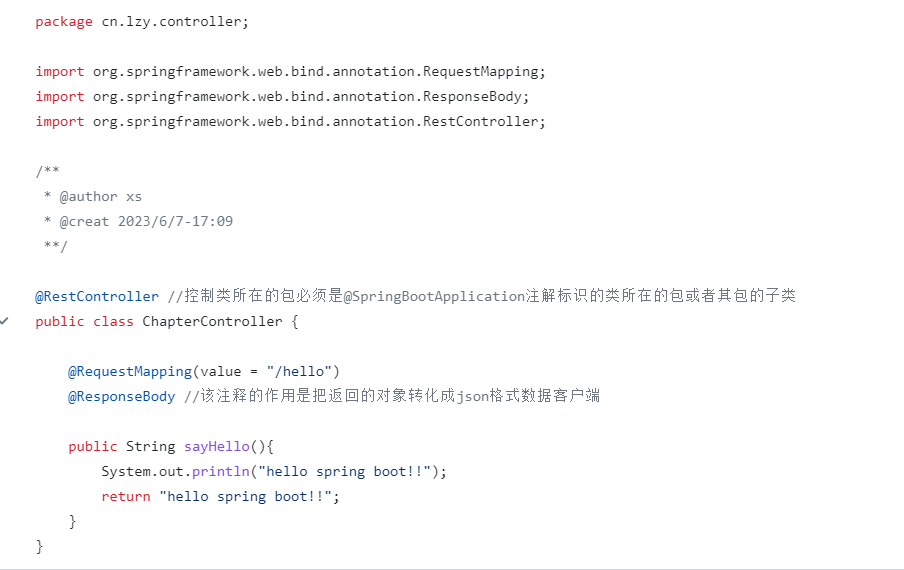 package cn.lzy.controller;
import org.springframework.web.bind.annotation.RequestMapping;
import org.springframework.web.bind.annotation.ResponseBody;
import org.springframework.web.bind.annotation.RestController;
/**
 * @author xs
 * @creat 2023/6/7-17:09
 **/
@RestController //控制类所在的包必须是@SpringBootApplication注解标识的类所在的包或者其包的子类
public class ChapterController {
    @RequestMapping(value = "/hello")
    @ResponseBody //该注释的作用是把返回的对象转化成json格式数据客户端
    public String sayHello(){
        System.out.println("hello spring boot!!");
        return "hello spring boot!!";
    }
}